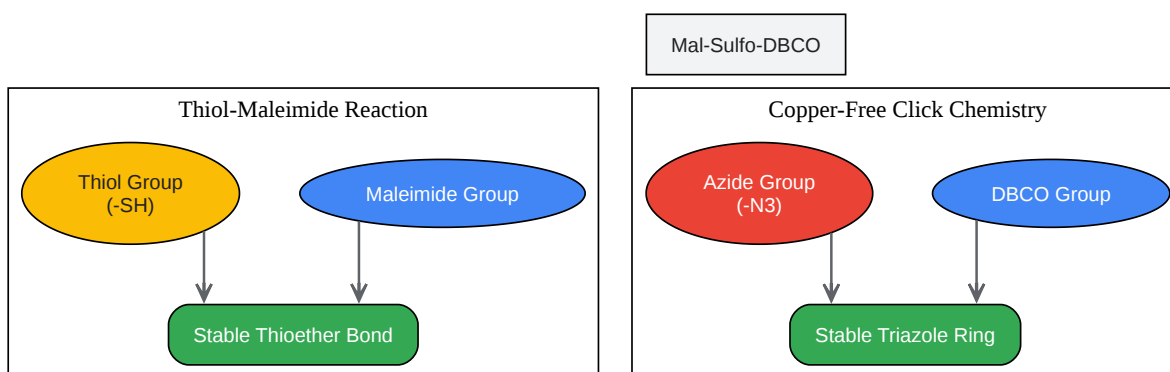 Mal-Sulfo-DBCO
Thiol-Maleimide Reaction
Thiol Group
(-SH)
Maleimide Group
Stable Thioether Bond
Copper-Free Click Chemistry
Azide Group
(-N3)
DBCO Group
Stable Triazole Ring